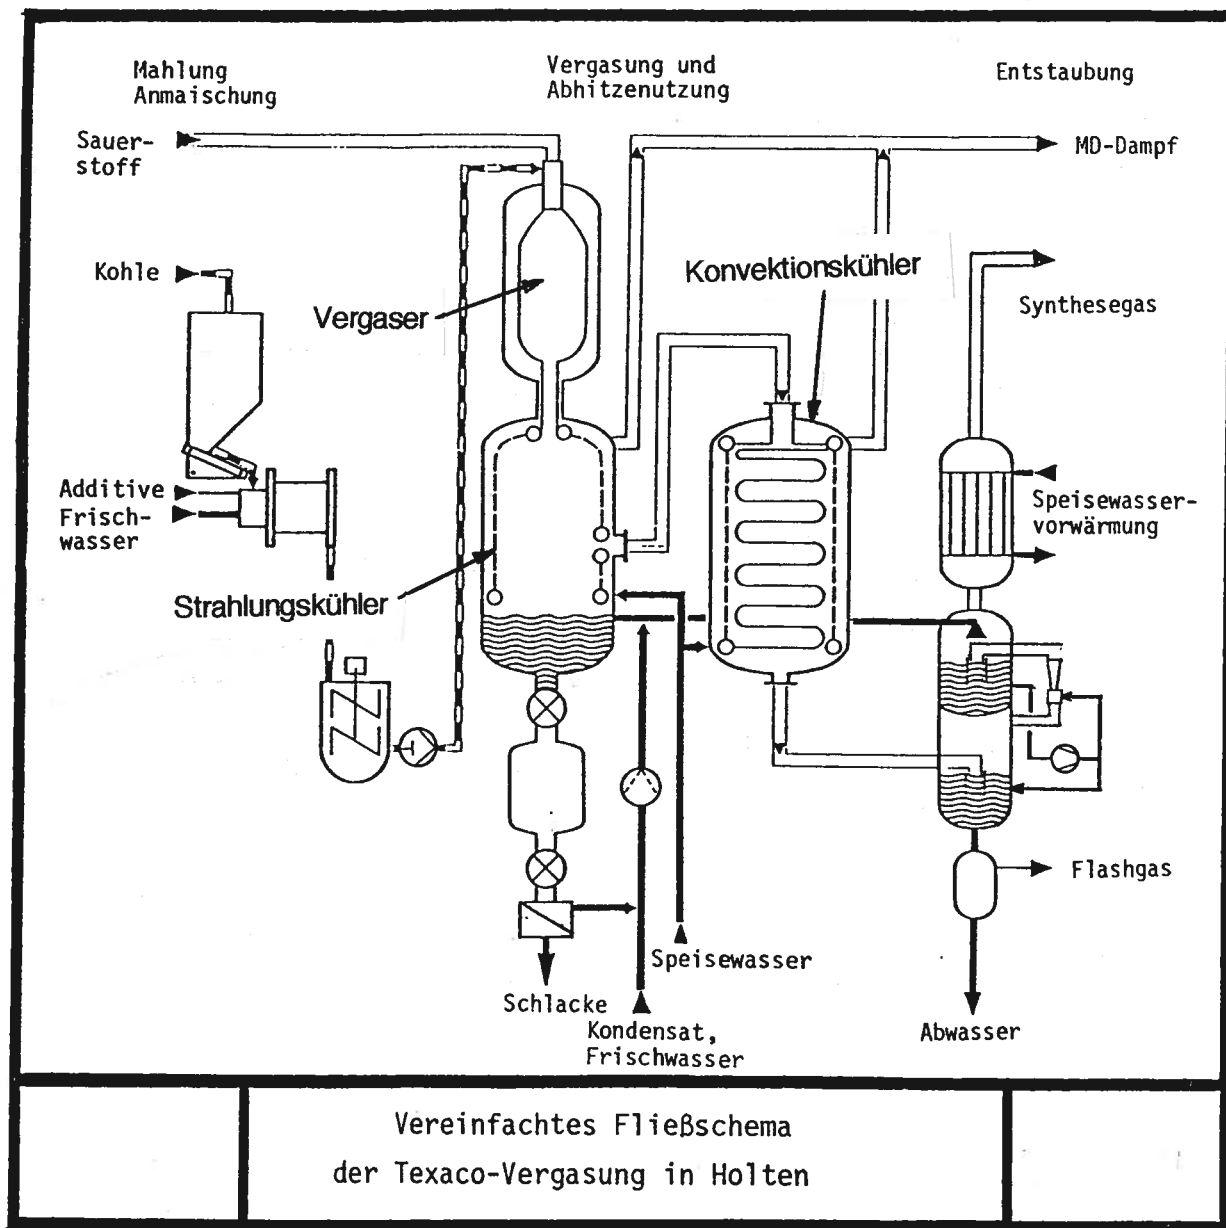 Mahlung
Anmaischung
Vergasung und
Abhitzenutzung
Entstaubung
Sauer-
stoff
MD-Dampf
Kohle
Konvektionskühler
Vergaser
Synthesegas
Additive
Frisch-
wasser
Speisewasser-
vorwärmung
Strahlungskühler
Flashgas
Speisewasser
Schlacke
Kondensat,
Frischwasser
Abwasser
Vereinfachtes Fließschema
der Texaco-Vergasung in Holten